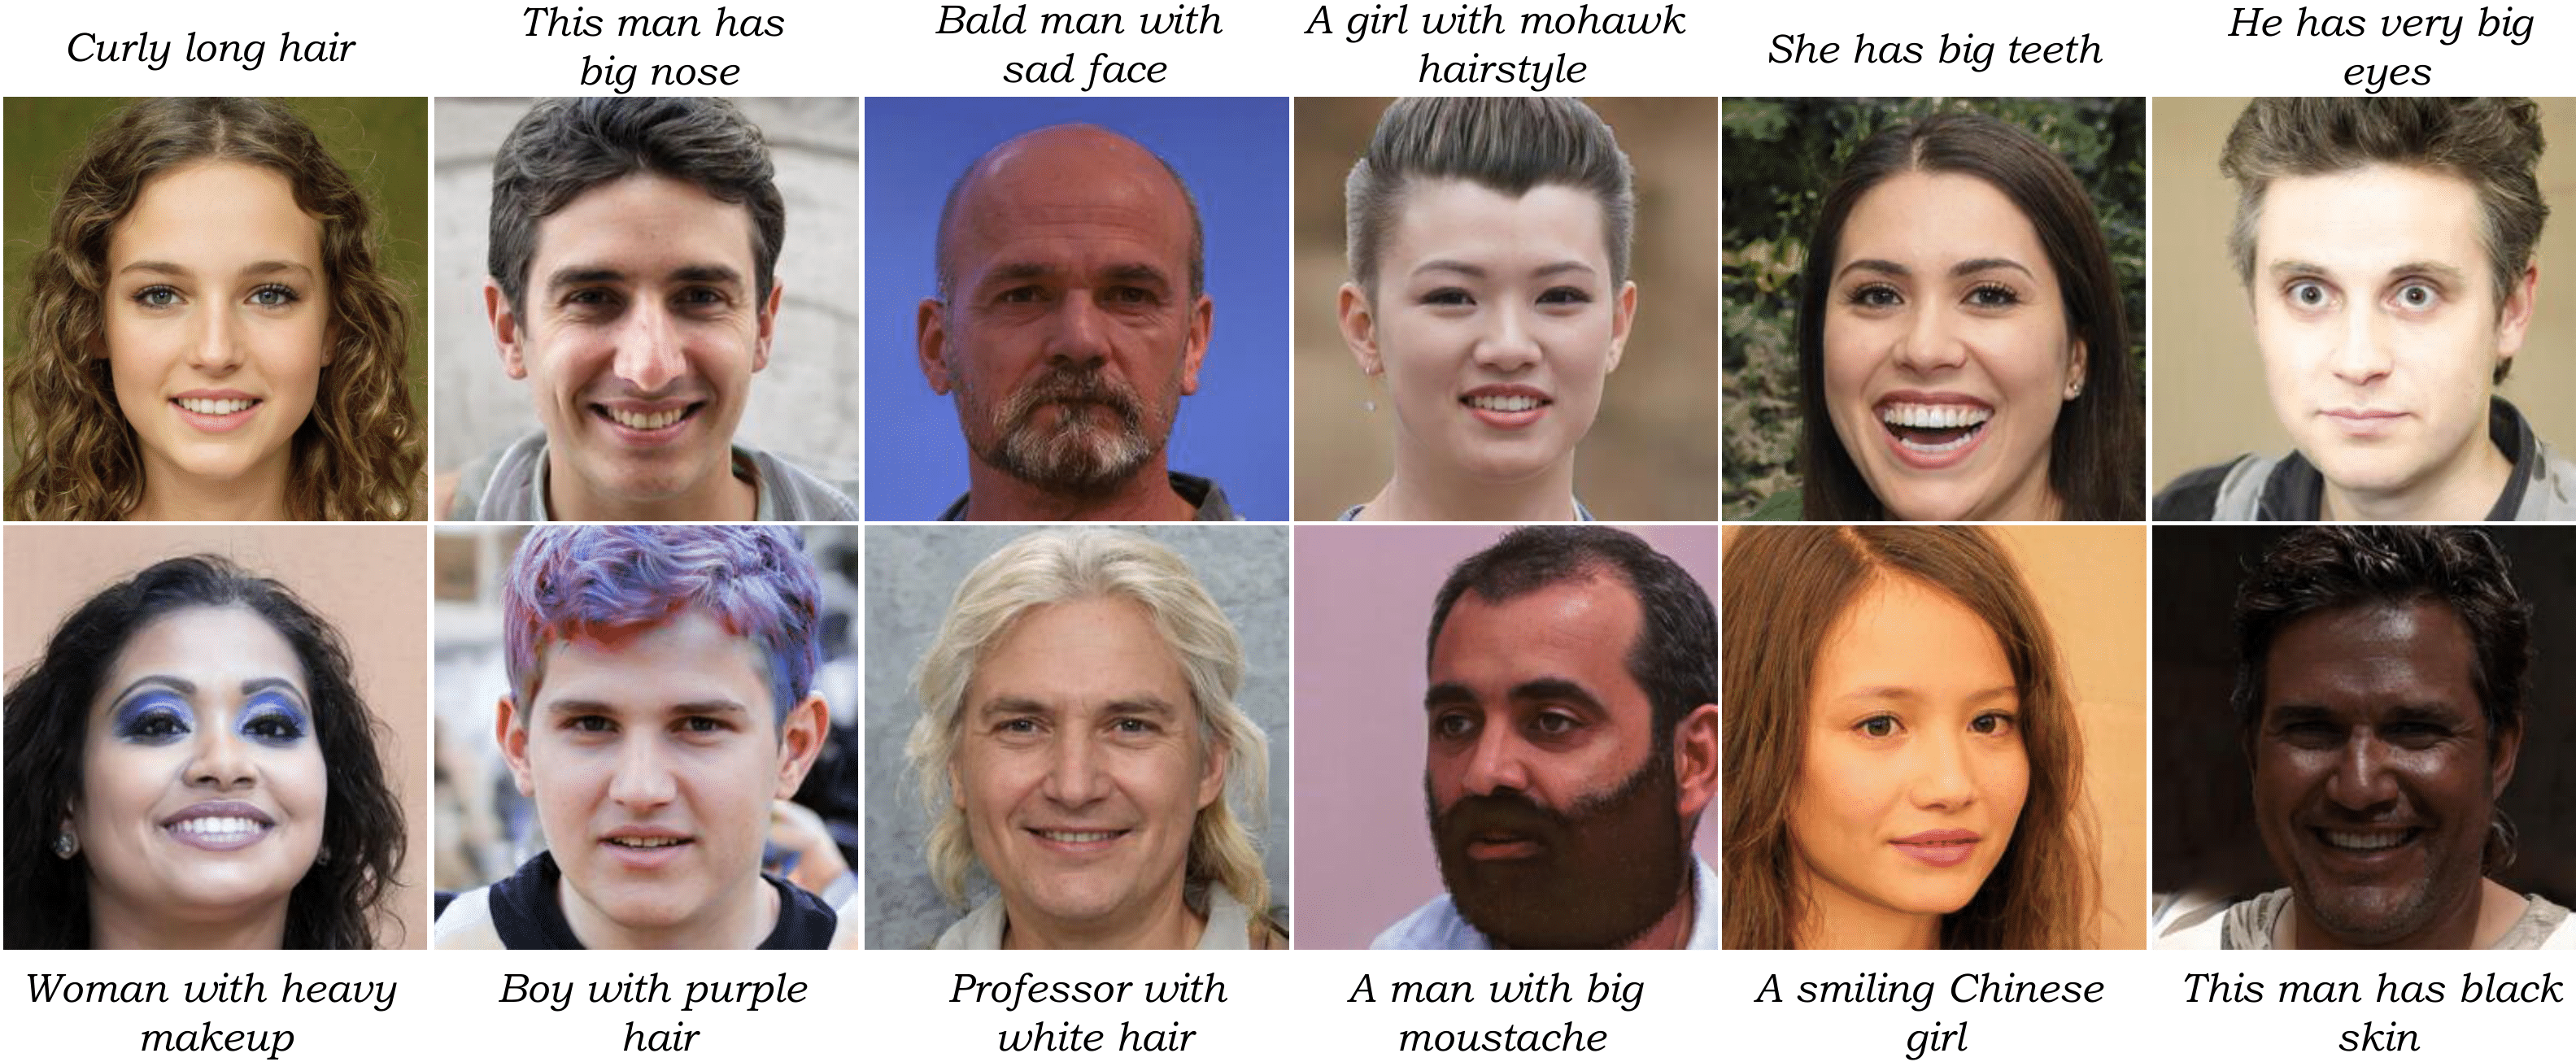 Curly long hair
This man has
big nose
Bald man with
sad face
A girl with mohawk
hairstyle
She has big teeth
He has very big
eyes
Woman with heavy
makeup
Boy with purple
hair
Professor with
white hair
A man with big
moustache
A smiling Chinese
girl
This man has black
skin